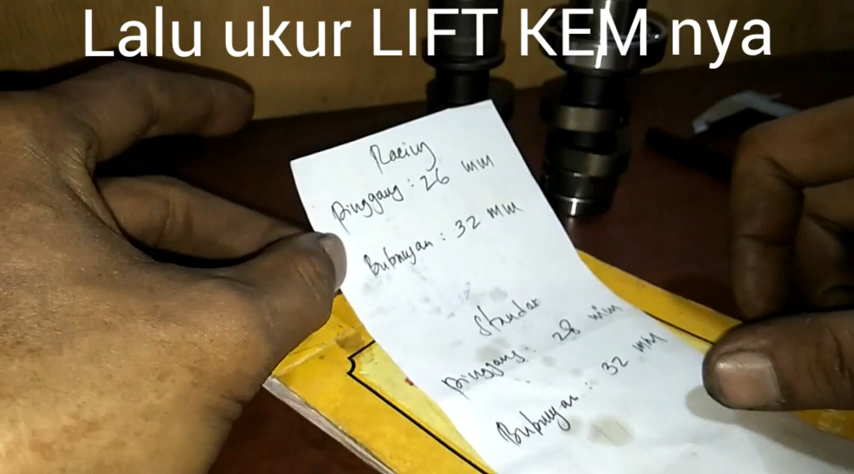 Lalu ukur LIFT KEM nya
Racing
pinggang : 26 mm
Bubungan : 32 mm
Standar
pinggang : 28 mm
Bubungan : 32 mm